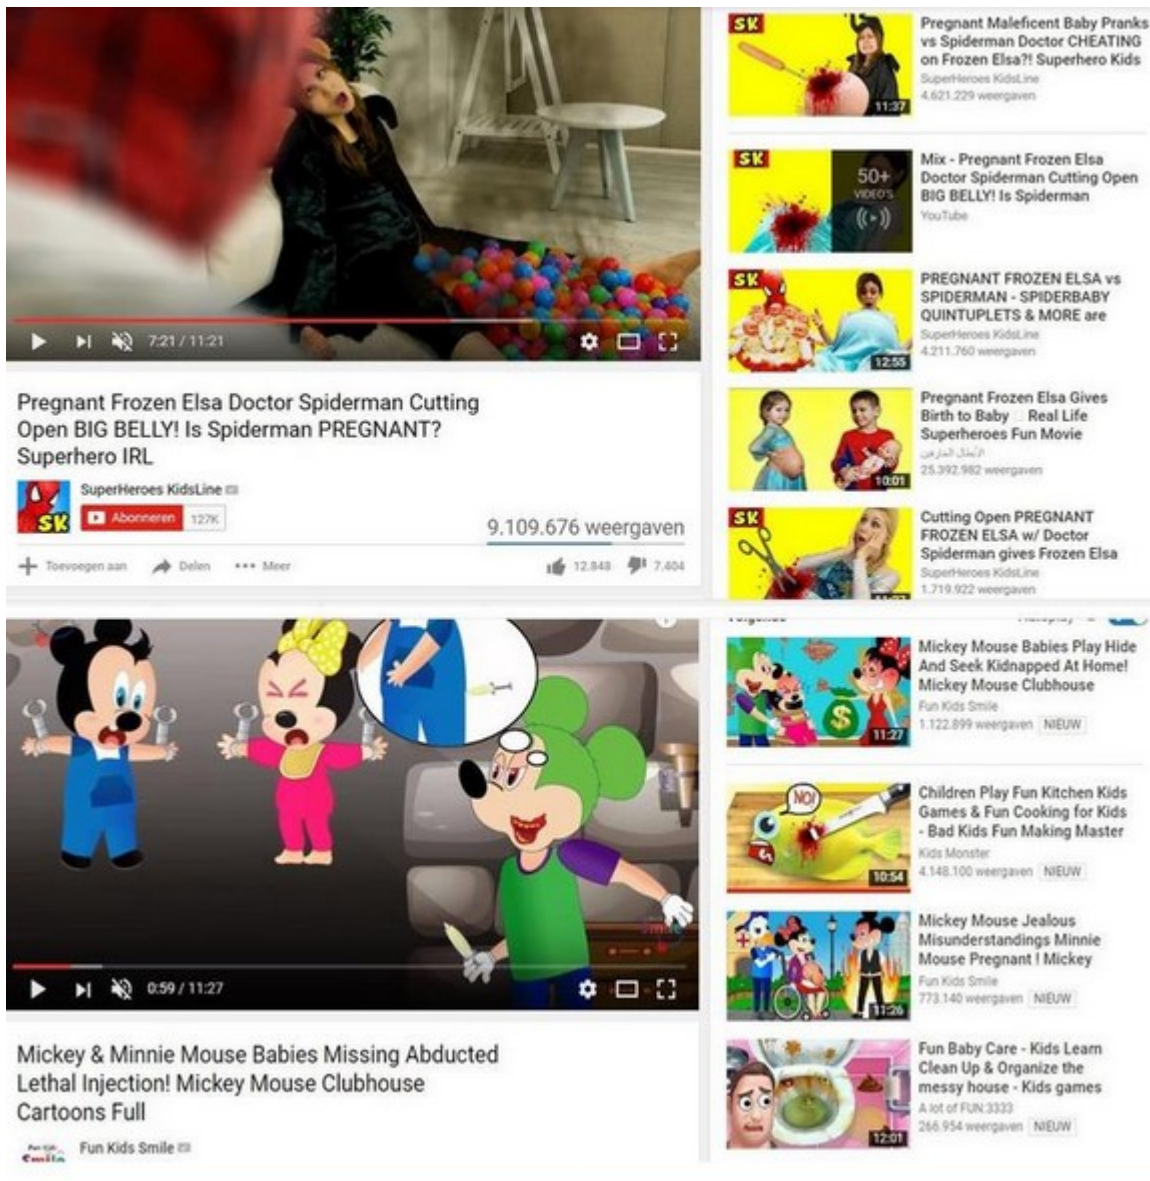 7:21 / 11:21
Pregnant Frozen Elsa Doctor Spiderman Cutting
Open BIG BELLY! Is Spiderman PREGNANT?
Superhero IRL
SuperHeroes KidsLine
SK
Abonneren 127K
9.109.676 weergaven
Toevoegen aan Delen ••• Meer
12.848 7.404
SK
11:37
Pregnant Maleficent Baby Pranks
vs Spiderman Doctor CHEATING
on Frozen Elsa?! Superhero Kids
SuperHeroes KidsLine
4.621.229 weergaven
SK
50+
VIDEO'S
Mix - Pregnant Frozen Elsa
Doctor Spiderman Cutting Open
BIG BELLY! Is Spiderman
YouTube
SK
12:55
PREGNANT FROZEN ELSA vs
SPIDERMAN - SPIDERBABY
QUINTUPLETS & MORE are
SuperHeroes KidsLine
4.211.760 weergaven
10:01
Pregnant Frozen Elsa Gives
Birth to Baby Real Life
Superheroes Fun Movie
25.392.982 weergaven
SK
Cutting Open PREGNANT
FROZEN ELSA w/ Doctor
Spiderman gives Frozen Elsa
SuperHeroes KidsLine
1.719.922 weergaven
0:59 / 11:27
Mickey & Minnie Mouse Babies Missing Abducted
Lethal Injection! Mickey Mouse Clubhouse
Cartoons Full
Fun Kids Smile
$
11:27
Mickey Mouse Babies Play Hide
And Seek Kidnapped At Home!
Mickey Mouse Clubhouse
Fun Kids Smile
1.122.899 weergaven NIEUW
NO!
10:54
Children Play Fun Kitchen Kids
Games & Fun Cooking for Kids
- Bad Kids Fun Making Master
Kids Monster
4.148.100 weergaven NIEUW
11:26
Mickey Mouse Jealous
Misunderstandings Minnie
Mouse Pregnant ! Mickey
Fun Kids Smile
773.140 weergaven NIEUW
12:01
Fun Baby Care - Kids Learn
Clean Up & Organize the
messy house - Kids games
A lot of FUN:3333
266.954 weergaven NIEUW